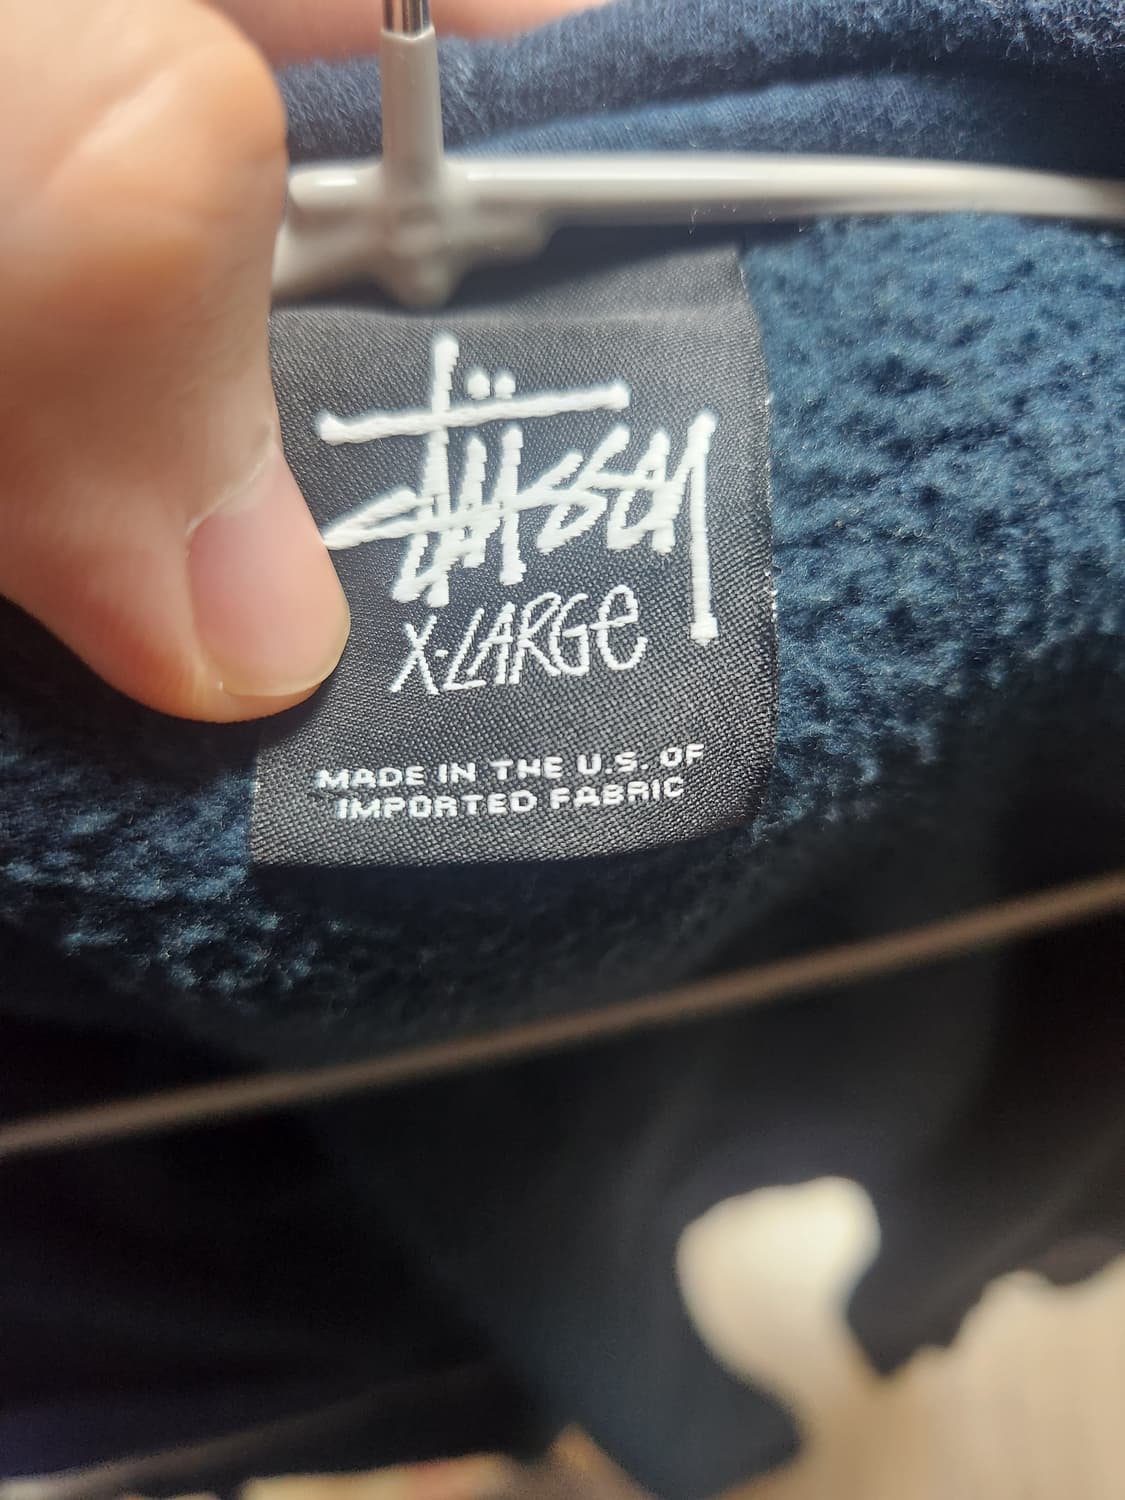 Stüssy
X-LARGe
MADE IN THE U.S. OF
IMPORTED FABRIC